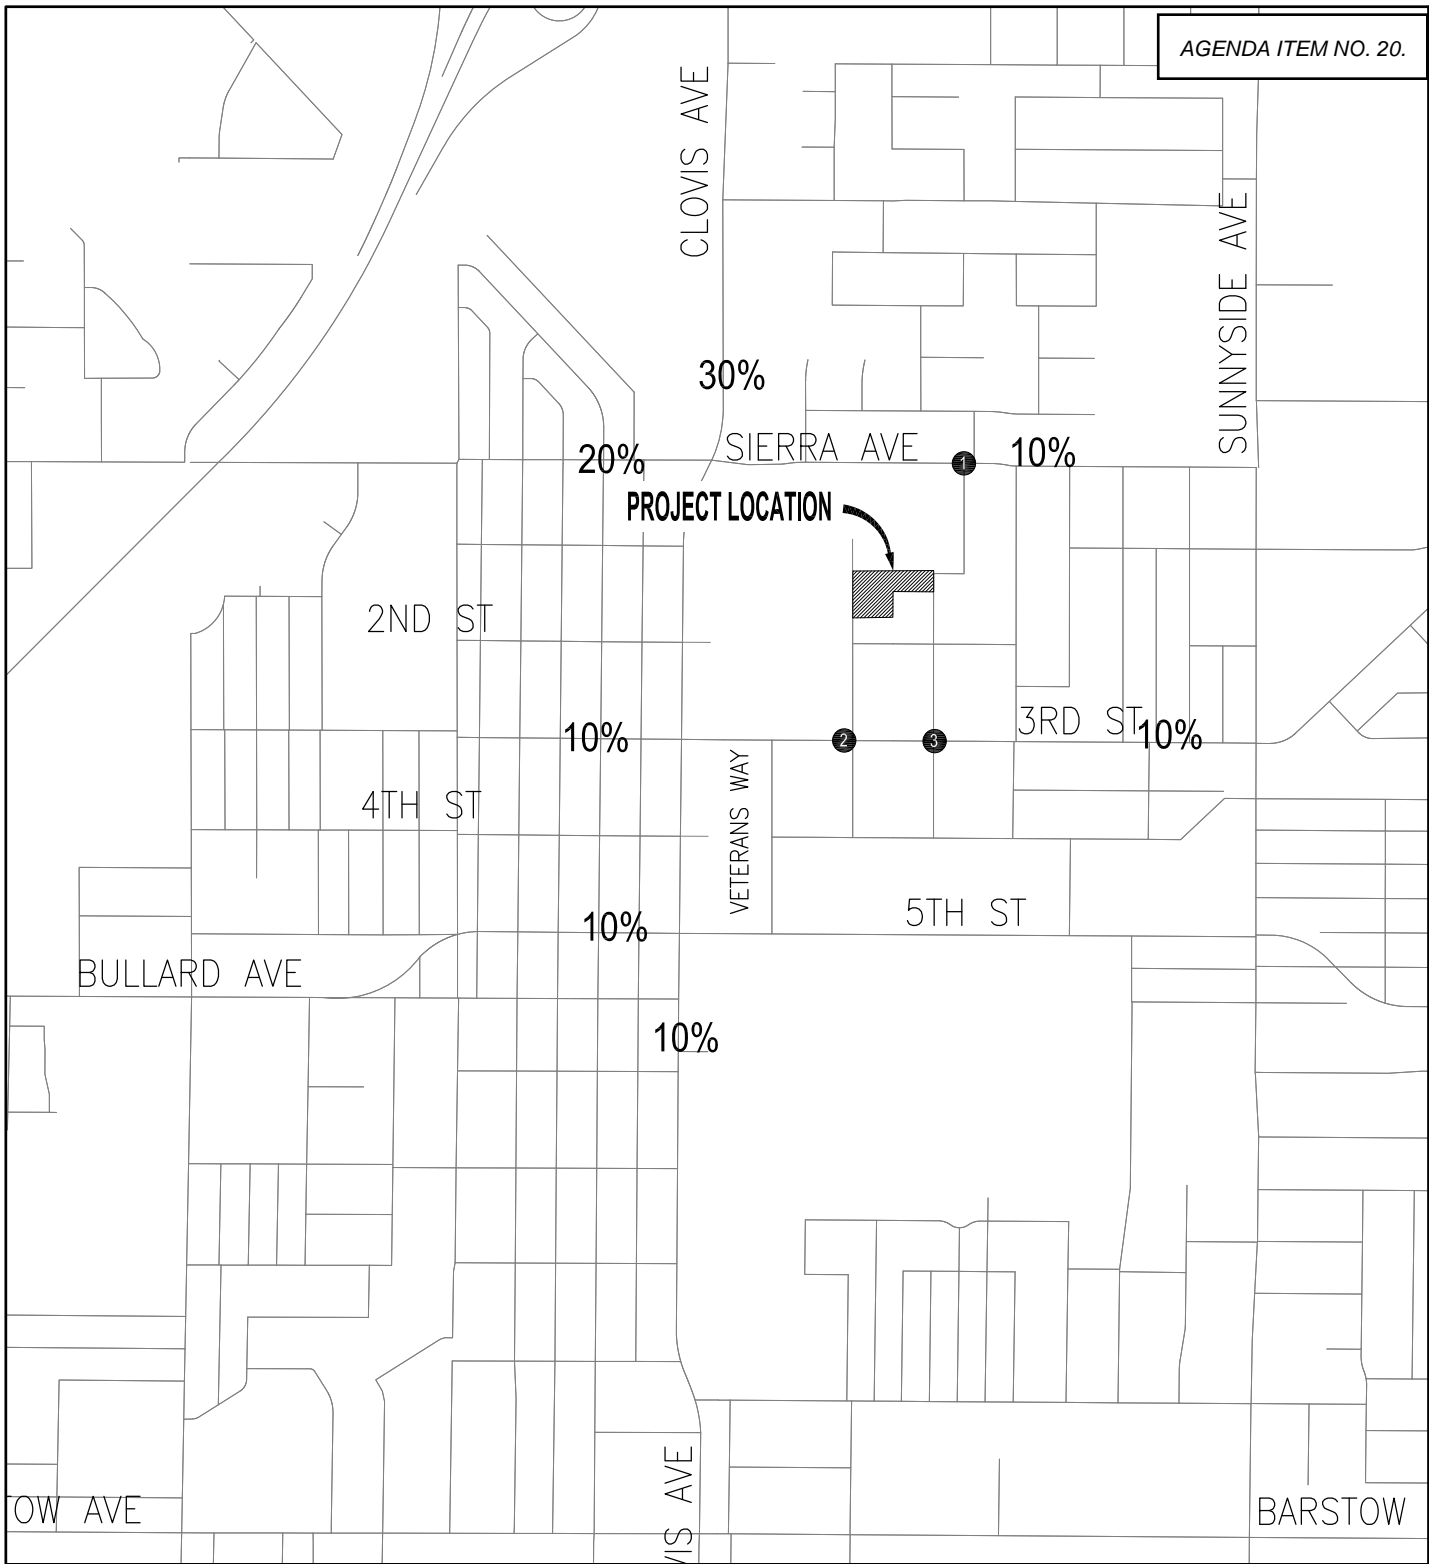 AGENDA ITEM NO. 20.
CLOVIS AVE
SUNNYSIDE AVE
30%
SIERRA AVE
20%
1
10%
PROJECT LOCATION
2ND ST
3RD ST
10%
10%
2
3
VETERANS WAY
4TH ST
5TH ST
10%
BULLARD AVE
10%
VIS AVE
TOW AVE
BARSTOW